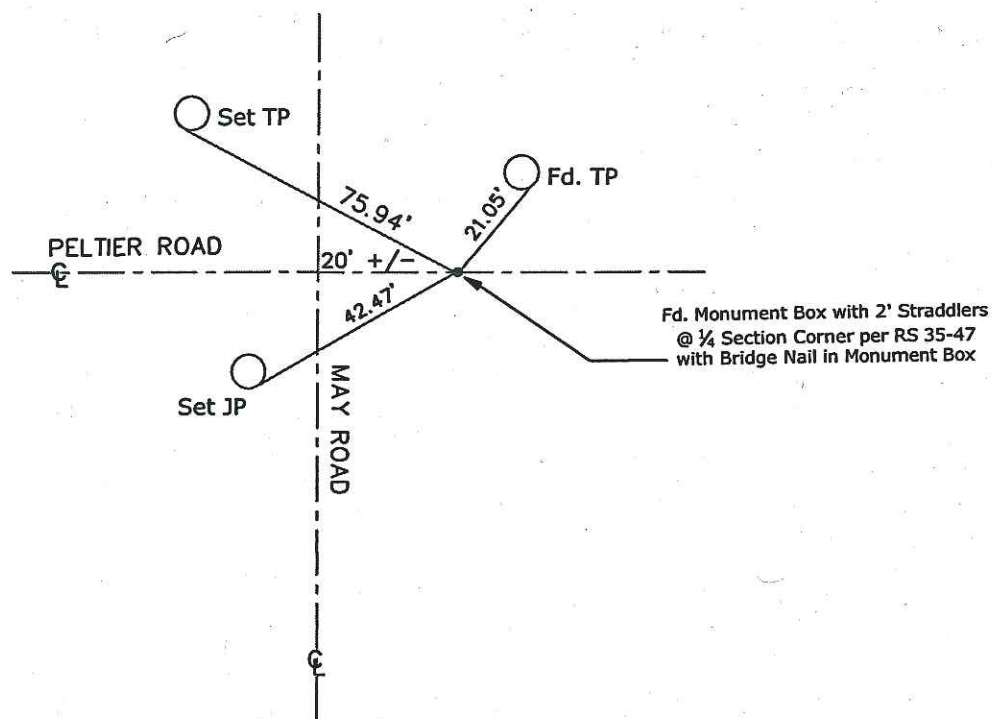 Set TP
Fd. TP
75.94'
21.05'
PELTIER ROAD
20' +/-
℄
42.47'
Fd. Monument Box with 2' Straddlers
@ ¼ Section Corner per RS 35-47
with Bridge Nail in Monument Box
Set JP
MAY ROAD
℄